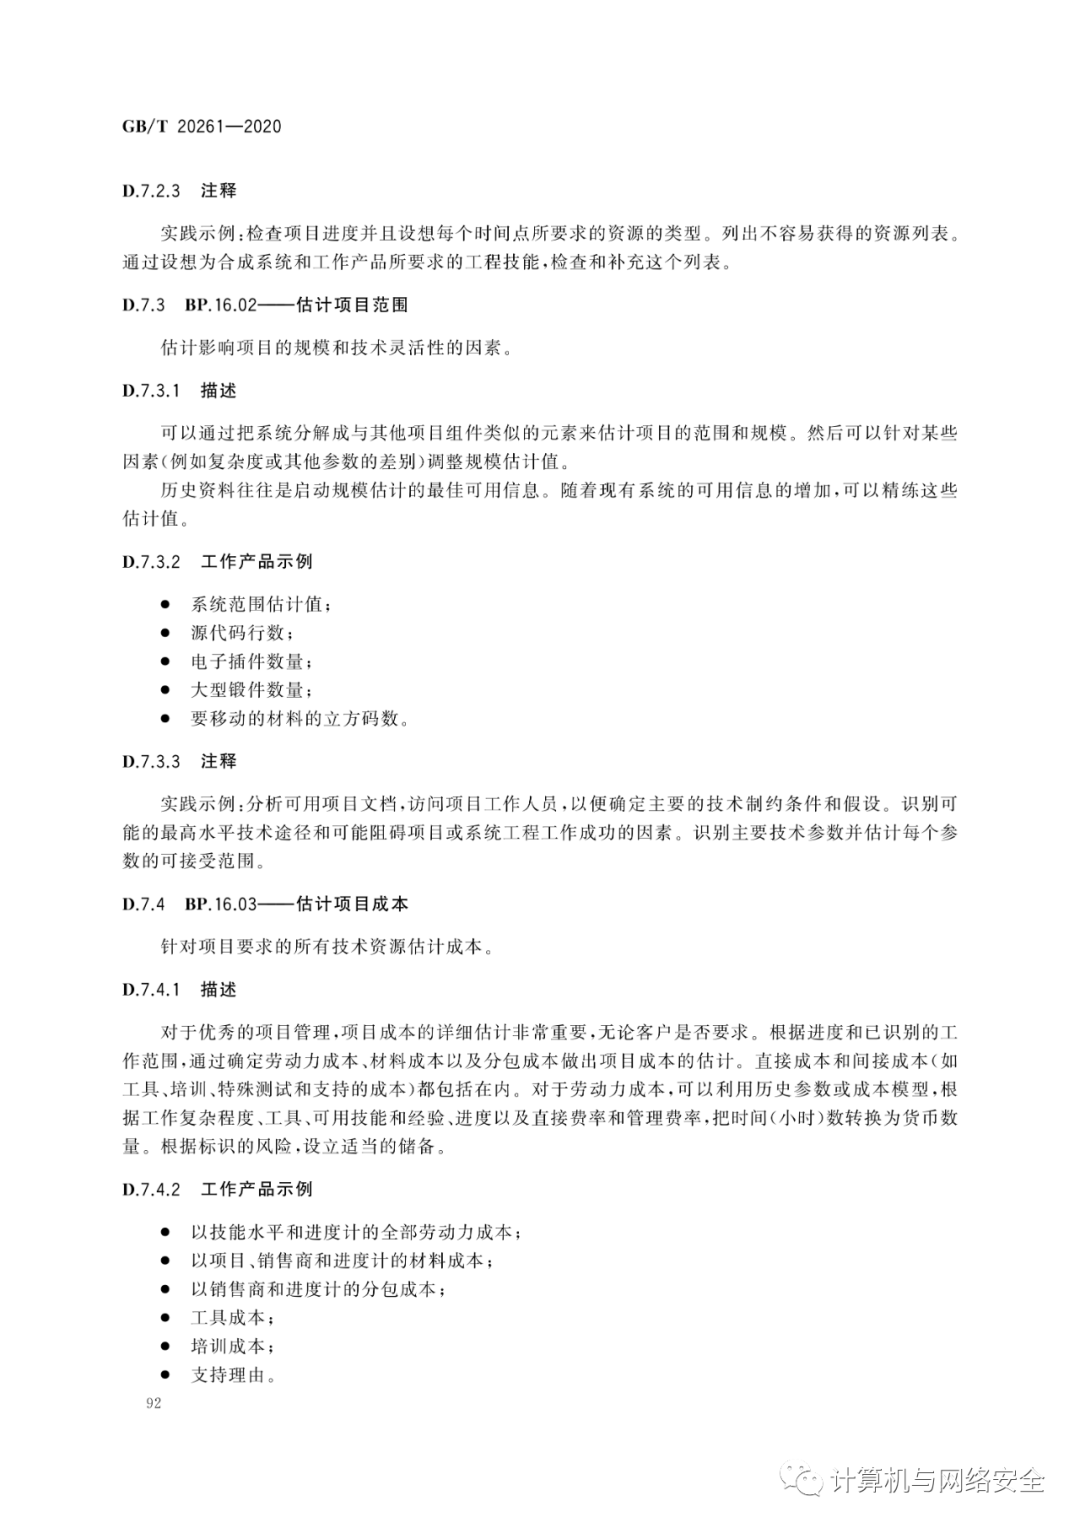 GB/T 20261—2020
D.7.2.3 注释
实践示例:检查项目进度并且设想每个时间点所要求的资源的类型。列出不容易获得的资源列表。
通过设想为合成系统和工作产品所要求的工程技能,检查和补充这个列表。
D.7.3 BP.16.02——估计项目范围
估计影响项目的规模和技术灵活性的因素。
D.7.3.1 描述
可以通过把系统分解成与其他项目组件类似的元素来估计项目的范围和规模。然后可以针对某些
因素(例如复杂度或其他参数的差别)调整规模估计值。
历史资料往往是启动规模估计的最佳可用信息。随着现有系统的可用信息的增加,可以精练这些
估计值。
D.7.3.2 工作产品示例
● 系统范围估计值;
● 源代码行数;
● 电子插件数量;
● 大型锻件数量;
● 要移动的材料的立方码数。
D.7.3.3 注释
实践示例:分析可用项目文档,访问项目工作人员,以便确定主要的技术制约条件和假设。识别可
能的最高水平技术途径和可能阻碍项目或系统工程工作成功的因素。识别主要技术参数并估计每个参
数的可接受范围。
D.7.4 BP.16.03——估计项目成本
针对项目要求的所有技术资源估计成本。
D.7.4.1 描述
对于优秀的项目管理,项目成本的详细估计非常重要,无论客户是否要求。根据进度和已识别的工
作范围,通过确定劳动力成本、材料成本以及分包成本做出项目成本的估计。直接成本和间接成本(如
工具、培训、特殊测试和支持的成本)都包括在内。对于劳动力成本,可以利用历史参数或成本模型,根
据工作复杂程度、工具、可用技能和经验、进度以及直接费率和管理费率,把时间(小时)数转换为货币数
量。根据标识的风险,设立适当的储备。
D.7.4.2 工作产品示例
● 以技能水平和进度计的全部劳动力成本;
● 以项目、销售商和进度计的材料成本;
● 以销售商和进度计的分包成本;
● 工具成本;
● 培训成本;
● 支持理由。
92
计算机与网络安全